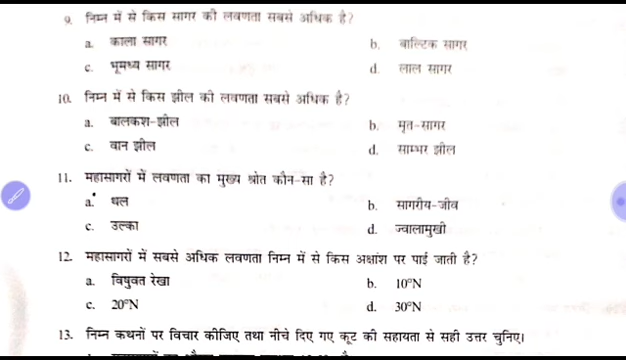 9. निम्न में से किस सागर की लवणता सबसे अधिक है?
a. काला सागर b. बाल्टिक सागर
c. भूमध्य सागर d. लाल सागर
10. निम्न में से किस झील की लवणता सबसे अधिक है?
a. बालकश-झील b. मृत-सागर
c. वान झील d. साम्भर झील
11. महासागरों में लवणता का मुख्य श्रोत कौन-सा है?
a. थल b. सागरीय-जीव
c. उल्का d. ज्वालामुखी
12. महासागरों में सबसे अधिक लवणता निम्न में से किस अक्षांश पर पाई जाती है?
a. विषुवत रेखा b. 10°N
c. 20°N d. 30°N
13. निम्न कथनों पर विचार कीजिए तथा नीचे दिए गए कूट की सहायता से सही उत्तर चुनिए।